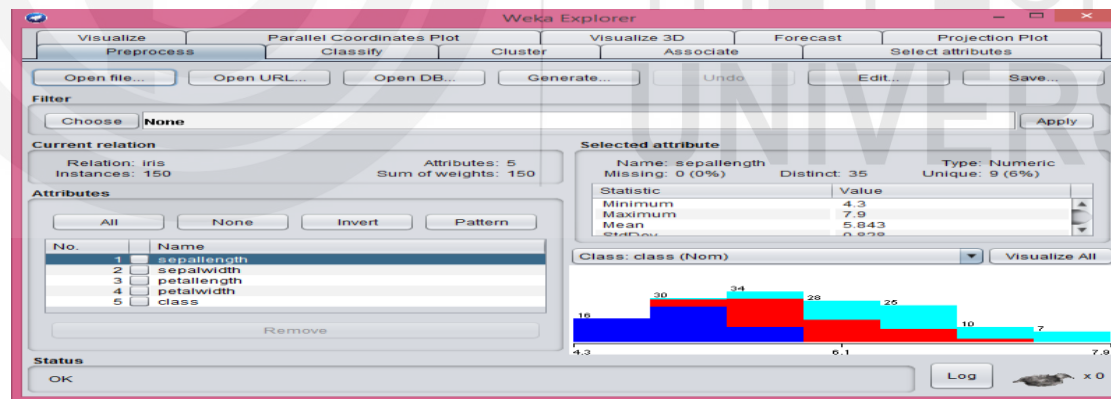 Weka Explorer
Visualize Parallel Coordinates Plot Visualize 3D Forecast Projection Plot
Preprocess Classify Cluster Associate Select attributes
Open file... Open URL... Open DB... Generate... Undo Edit... Save...
Filter
Choose None Apply
Current relation
Relation: iris Attributes: 5
Instances: 150 Sum of weights: 150
Selected attribute
Name: sepallength Type: Numeric
Missing: 0 (0%) Distinct: 35 Unique: 9 (6%)
Statistic Value
Minimum 4.3
Maximum 7.9
Mean 5.843
StdDev 0.828
Attributes
All None Invert Pattern
No. Name
1 sepallength
2 sepalwidth
3 petallength
4 petalwidth
5 class
Remove
Class: class (Nom) Visualize All
16 30 34 28 25 10 7
4.3 6.1 7.9
Status
OK Log x 0
UNIVERS